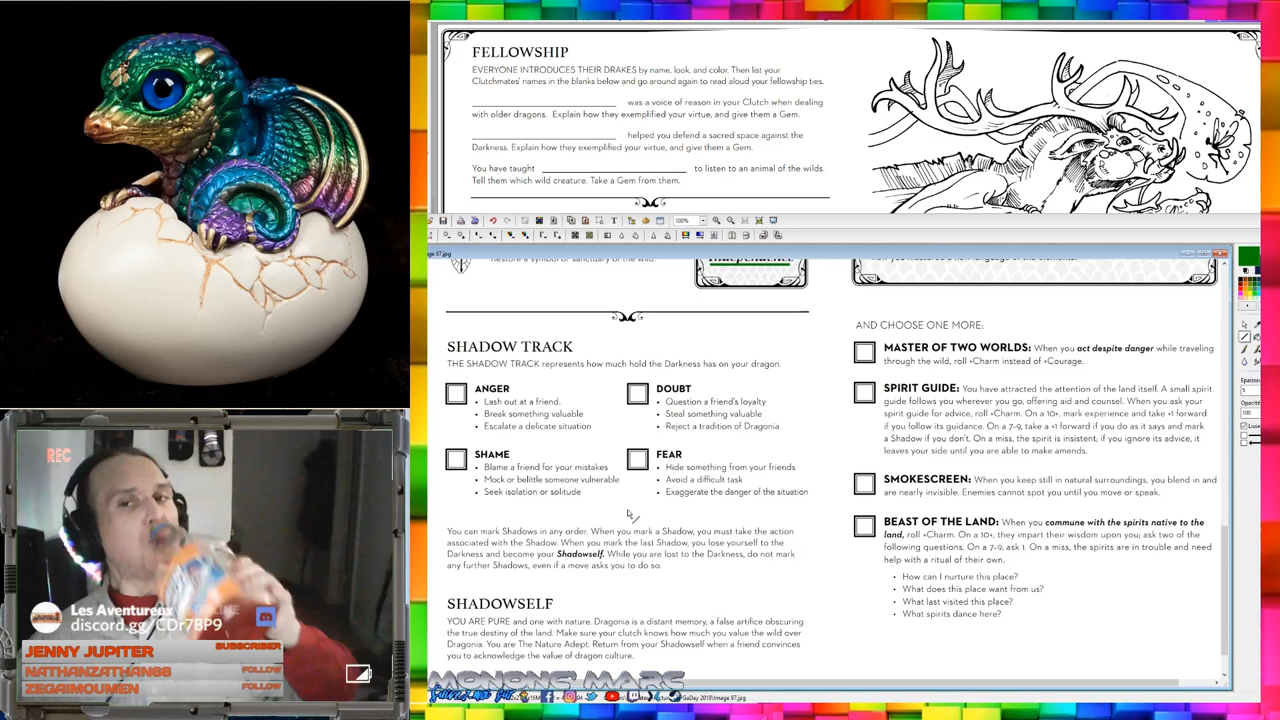 FELLOWSHIP
EVERYONE INTRODUCES THEIR DRAKES by name, look, and color. Then list your
Clutchmates' names in the blanks below and go around again to read aloud your fellowship ties.
was a voice of reason in your Clutch when dealing
with older dragons. Explain how they exemplified your virtue, and give them a Gem.
helped you defend a sacred space against the
Darkness. Explain how they exemplified your virtue, and give them a Gem.
You have taught to listen to an animal of the wilds.
Tell them which wild creature. Take a Gem from them.
100%
Image 97.jpg
SHADOW TRACK
THE SHADOW TRACK represents how much hold the Darkness has on your dragon.
ANGER
• Lash out at a friend.
• Break something valuable
• Escalate a delicate situation
DOUBT
• Question a friend's loyalty
• Steal something valuable
• Reject a tradition of Dragonia
SHAME
• Blame a friend for your mistakes
• Mock or belittle someone vulnerable
• Seek isolation or solitude
FEAR
• Hide something from your friends
• Avoid a difficult task
• Exaggerate the danger of the situation
You can mark Shadows in any order. When you mark a Shadow, you must take the action
associated with the Shadow. When you mark the last Shadow, you lose yourself to the
Darkness and become your Shadowself. While you are lost to the Darkness, do not mark
any further Shadows, even if a move asks you to do so.
SHADOWSELF
YOU ARE PURE and one with nature. Dragonia is a distant memory, a false artifice obscuring
the true destiny of the land. Make sure your clutch knows how much you value the wild over
Dragonia. You are The Nature Adept. Return from your Shadowself when a friend convinces
you to acknowledge the value of dragon culture.
AND CHOOSE ONE MORE:
MASTER OF TWO WORLDS: When you act despite danger while traveling
through the wild, roll +Charm instead of +Courage.
SPIRIT GUIDE: You have attracted the attention of the land itself. A small spirit
guide follows you wherever you go, offering aid and counsel. When you ask your
spirit guide for advice, roll +Charm. On a 10+, mark experience and take +1 forward
if you follow its guidance. On a 7-9, take a +1 forward if you do as it says and mark
a Shadow if you don't. On a miss, the spirit is insistent; if you ignore its advice, it
leaves your side until you are able to make amends.
SMOKESCREEN: When you keep still in natural surroundings, you blend in and
are nearly invisible. Enemies cannot spot you until you move or speak.
BEAST OF THE LAND: When you commune with the spirits native to the
land, roll +Charm. On a 10+, they impart their wisdom upon you; ask two of the
following questions. On a 7-9, ask 1. On a miss, the spirits are in trouble and need
help with a ritual of their own.
• How can I nurture this place?
• What does this place want from us?
• What last visited this place?
• What spirits dance here?
REC
Les Aventureux
discord.gg/CDr7BP9
JENNY JUPITER SUBSCRIBER
NATHANZATHAN88 FOLLOW
ZEGAIMOUMEN FOLLOW